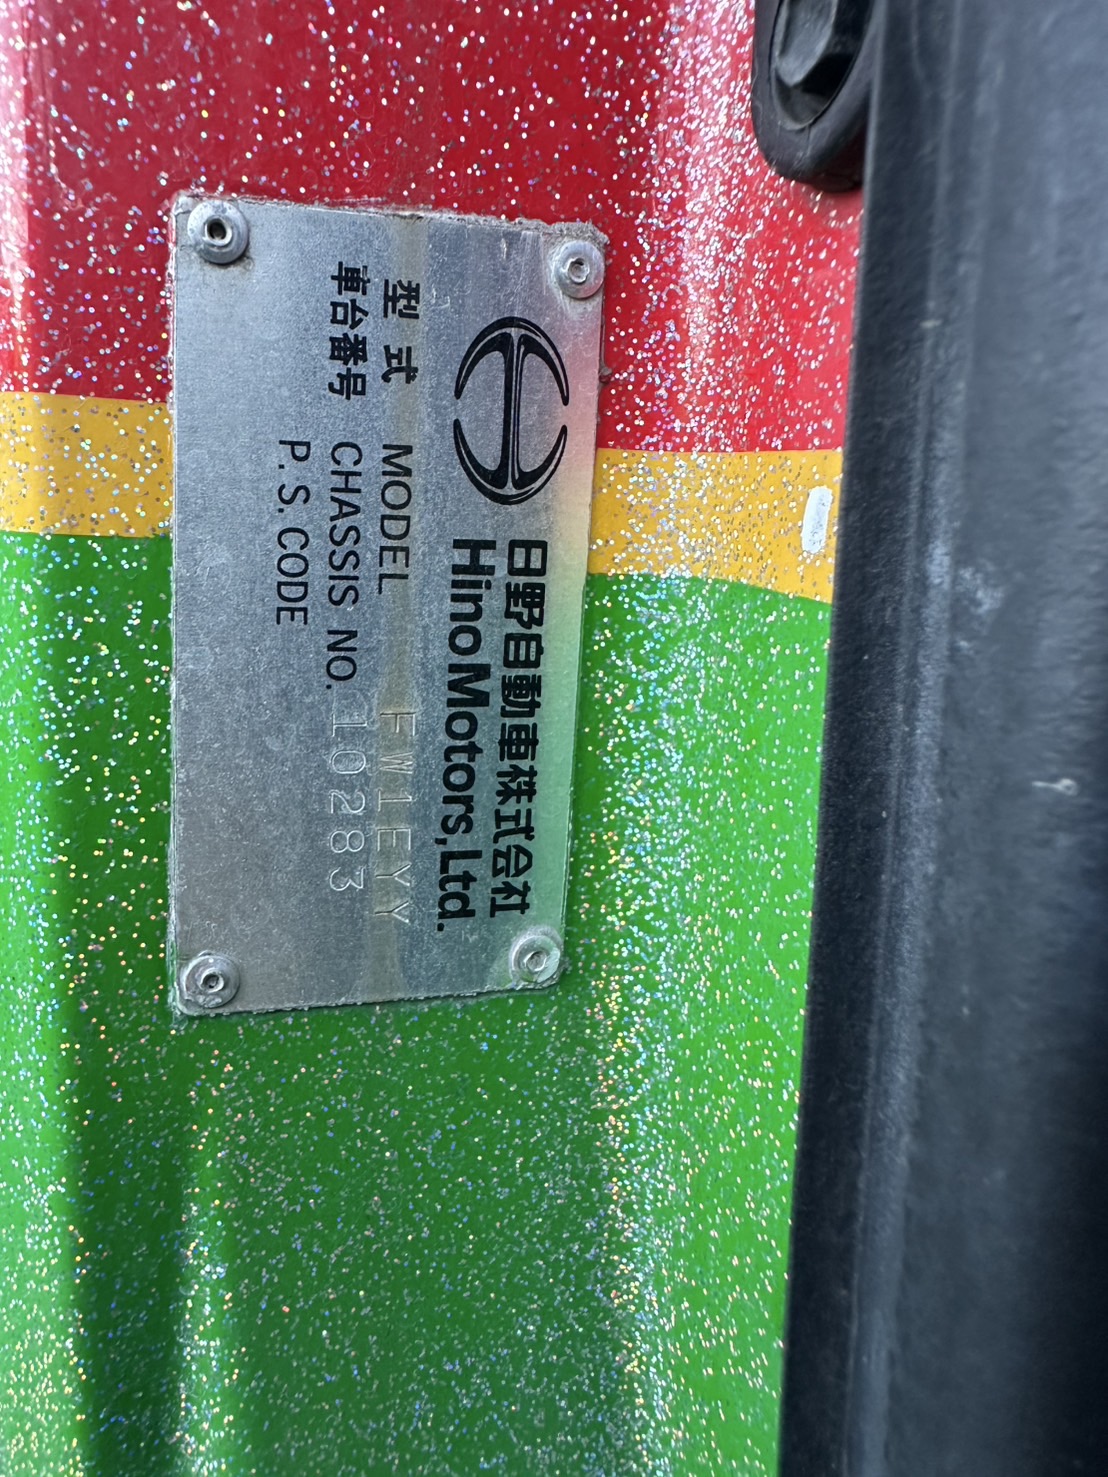 日野自動車株式会社
Hino Motors, Ltd.
型式 MODEL FW1EYY
車台番号 CHASSIS NO. 10283
P.S. CODE